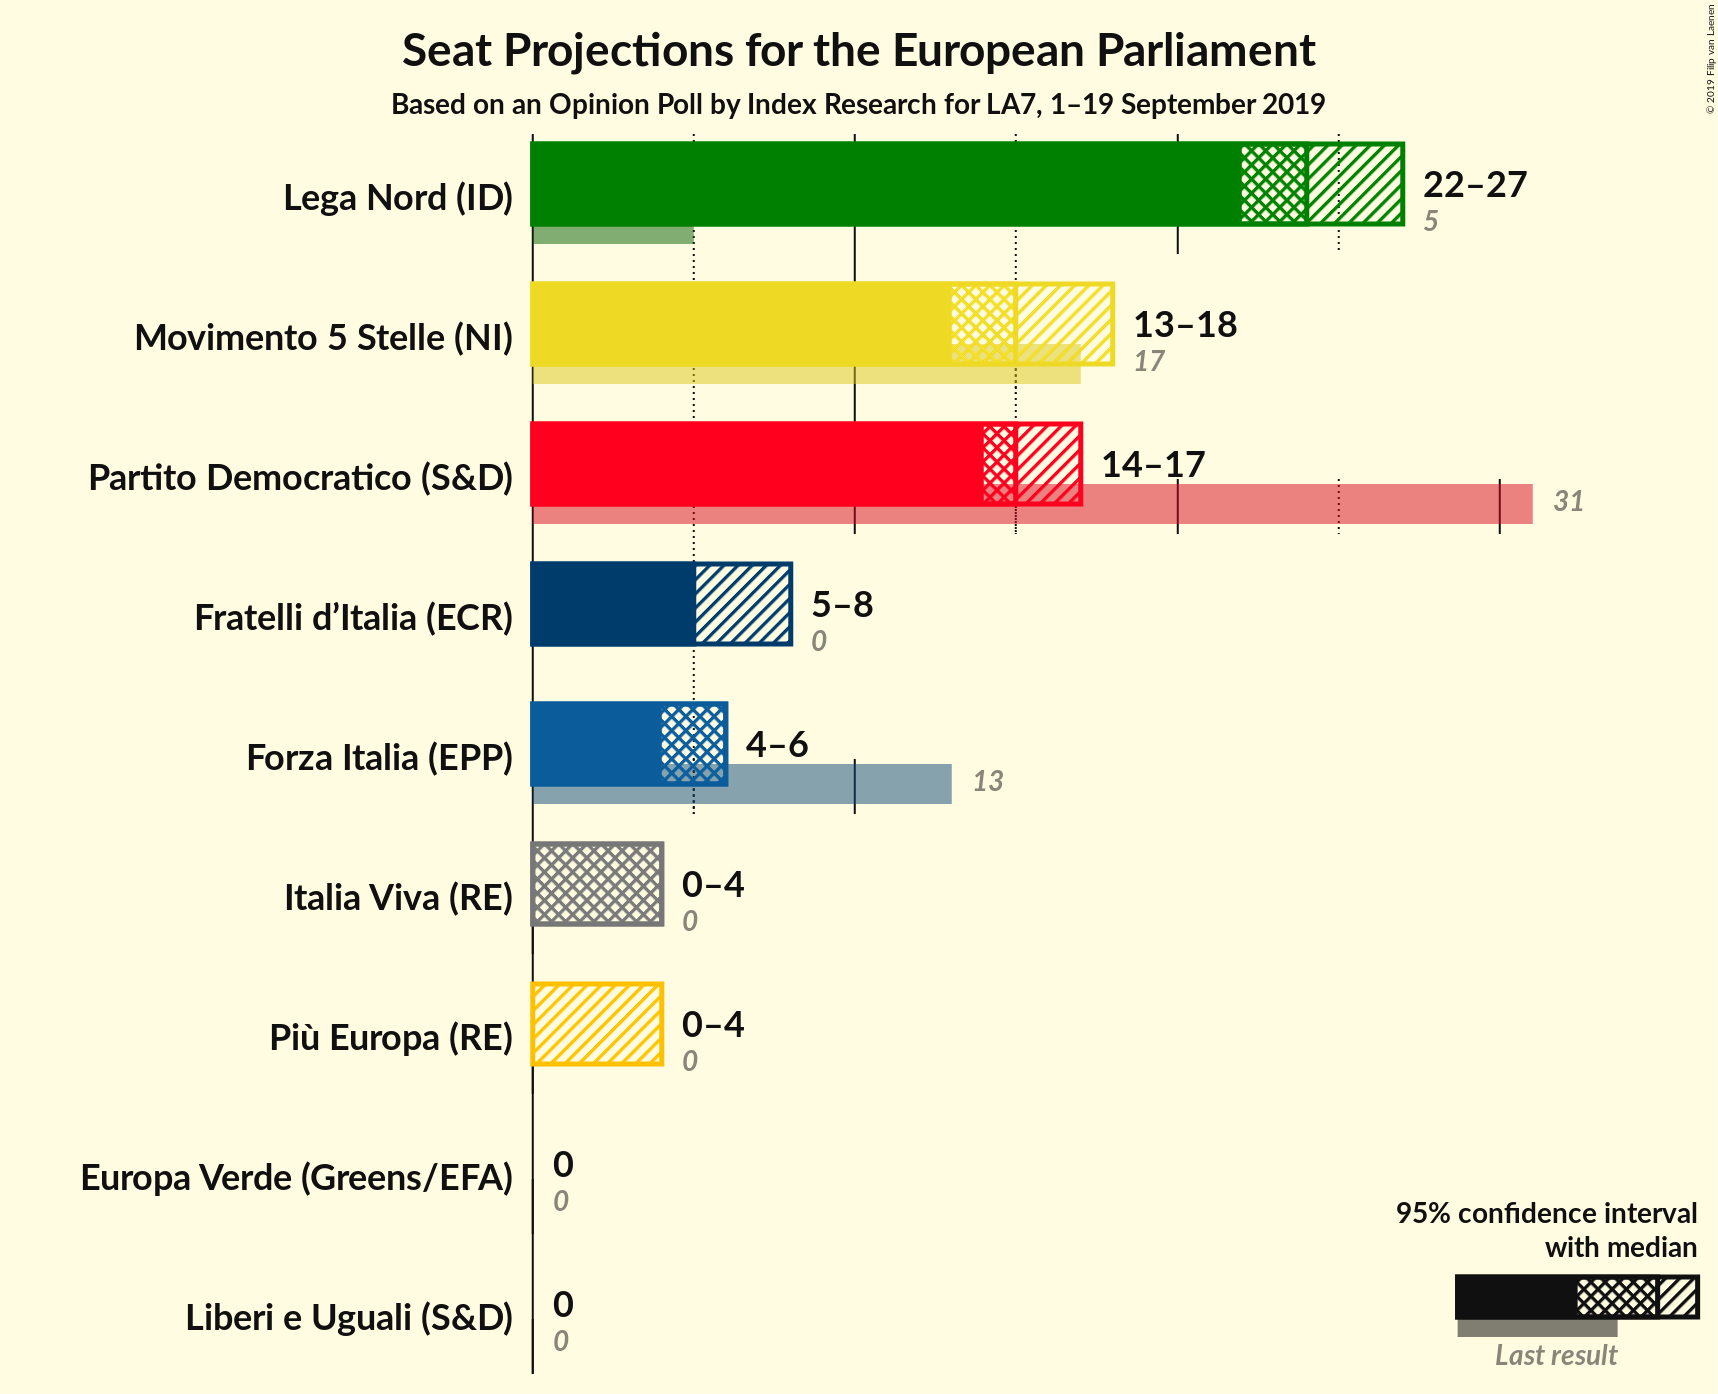 Seat Projections for the European Parliament
Based on an Opinion Poll by Index Research for LA7, 1–19 September 2019
© 2019 Filip van Laenen
Lega Nord (ID)
22–27
5
Movimento 5 Stelle (NI)
13–18
17
Partito Democratico (S&D)
14–17
31
Fratelli d’Italia (ECR)
5–8
0
Forza Italia (EPP)
4–6
13
Italia Viva (RE)
0–4
0
Più Europa (RE)
0–4
0
Europa Verde (Greens/EFA)
0
0
Liberi e Uguali (S&D)
0
0
95% confidence interval
with median
Last result